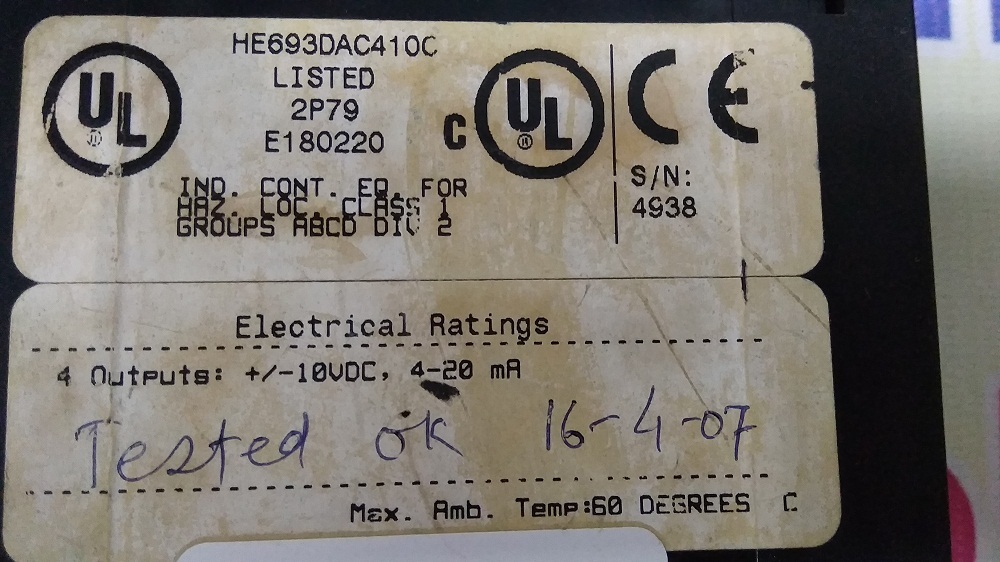 HE693DAC410C
LISTED
2P79
E180220
UL
C UL
CE
IND. CONT. EQ. FOR
HAZ. LOC. CLASS 1
GROUPS ABCD DIV 2
S/N:
4938
Electrical Ratings
4 Outputs: +/-10VDC, 4-20 mA
Tested ok 16-4-07
Max. Amb. Temp:60 DEGREES C